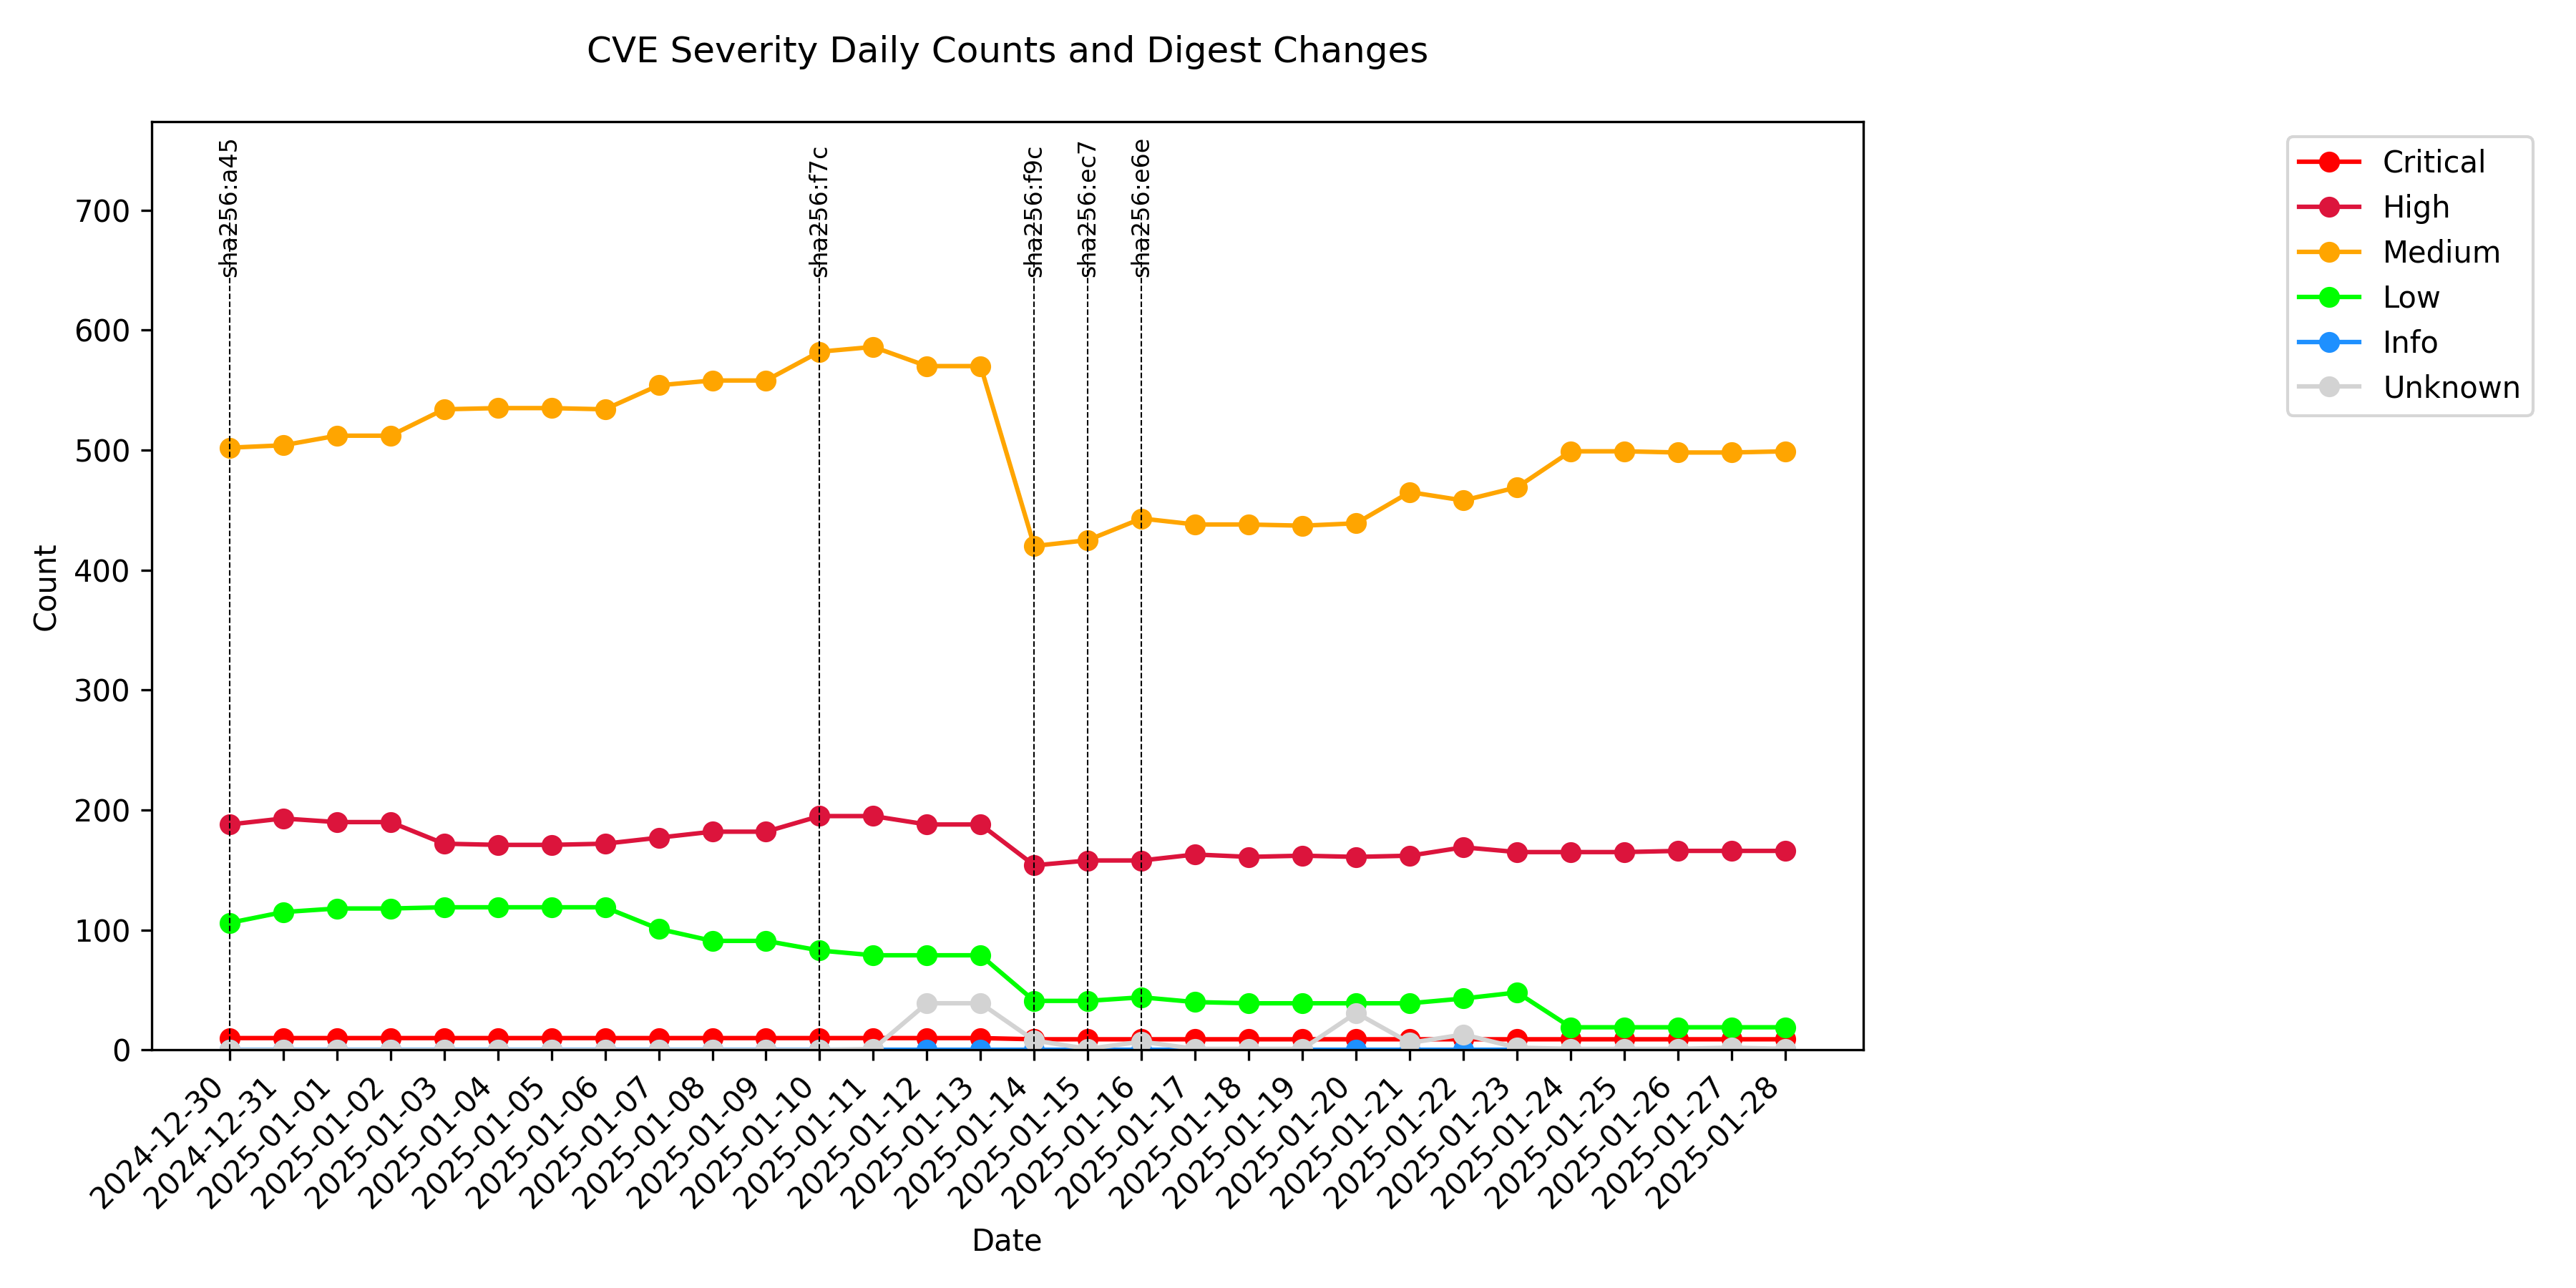 CVE Severity Daily Counts and Digest Changes
sha256:a45
sha256:f7c
sha256:f9c
sha256:ec7
sha256:e6e
Critical
High
Medium
Low
Info
Unknown
Count
700
600
500
400
300
200
100
0
2024-12-30
2024-12-31
2025-01-01
2025-01-02
2025-01-03
2025-01-04
2025-01-05
2025-01-06
2025-01-07
2025-01-08
2025-01-09
2025-01-10
2025-01-11
2025-01-12
2025-01-13
2025-01-14
2025-01-15
2025-01-16
2025-01-17
2025-01-18
2025-01-19
2025-01-20
2025-01-21
2025-01-22
2025-01-23
2025-01-24
2025-01-25
2025-01-26
2025-01-27
2025-01-28
Date